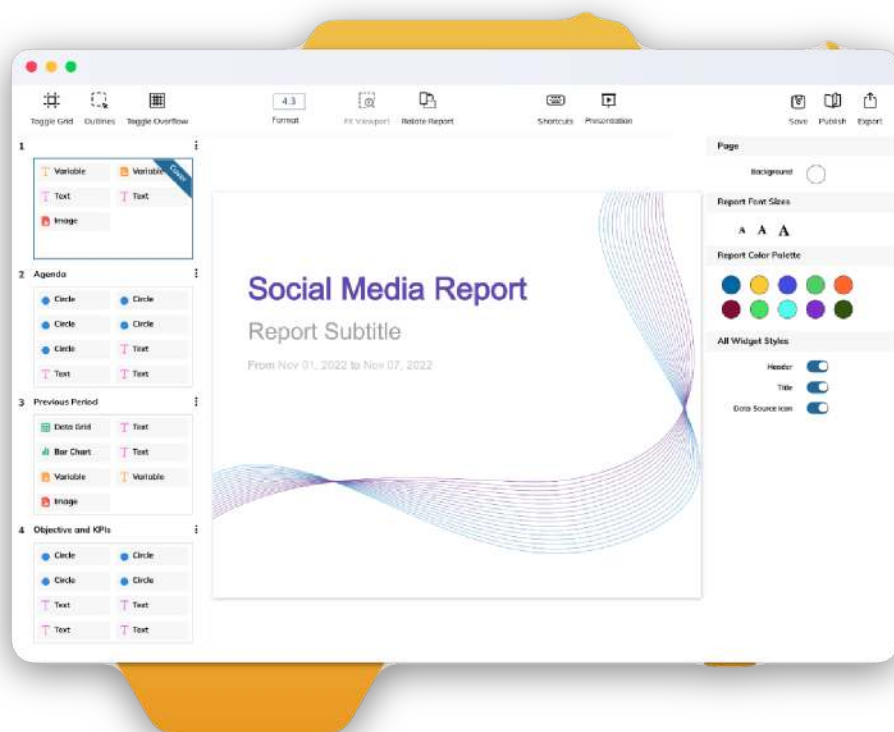 Toggle Grid Outlines Toggle Overflow 4:3 Format Fit Viewport Rotate Report Shortcuts Presentation Save Publish Export
1
Variable Variable Cover
Text Text
Image
2 Agenda
Circle Circle
Circle Circle
Circle Text
Text Text
3 Previous Period
Data Grid Text
Bar Chart Text
Variable Variable
Image
4 Objective and KPIs
Circle Circle
Circle Circle
Text Text
Text Text
Social Media Report
Report Subtitle
From Nov 01, 2022 to Nov 07, 2022
Page
Background
Report Font Sizes
A A A
Report Color Palette
All Widget Styles
Header
Title
Data Source Icon